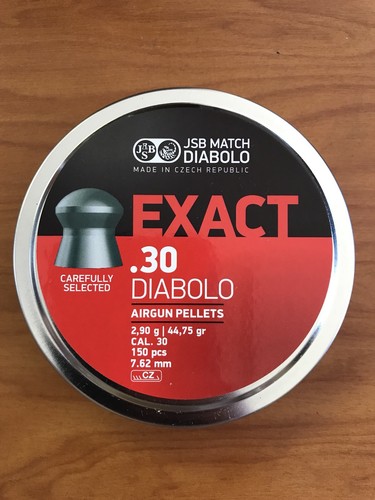 JSB
JSB MATCH
DIABOLO
MADE IN CZECH REPUBLIC
EXACT
.30
DIABOLO
CAREFULLY
SELECTED
AIRGUN PELLETS
2,90 g | 44,75 gr
CAL. 30
150 pcs
7.62 mm
CZ